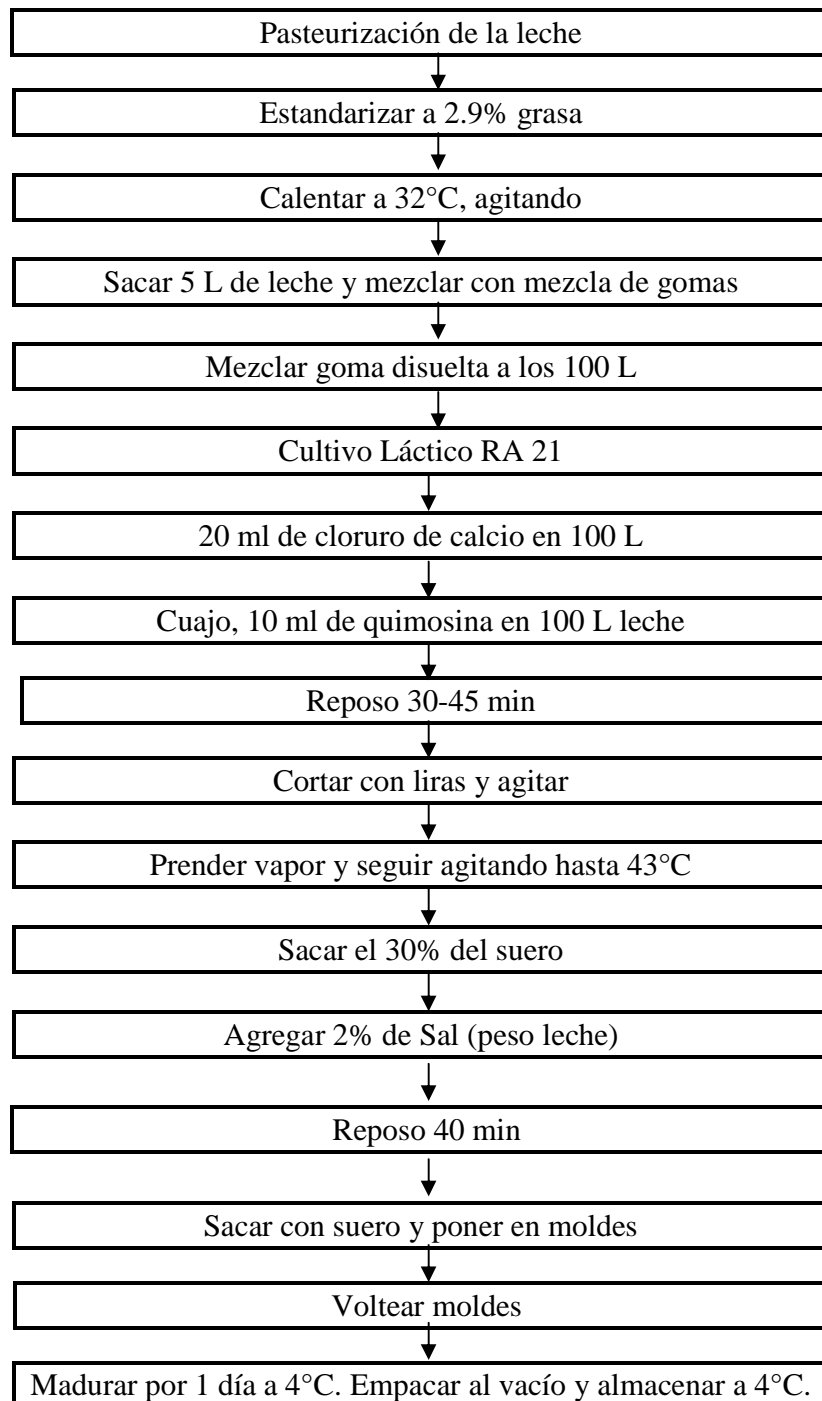 Pasteurización de la leche
Estandarizar a 2.9% grasa
Calentar a 32°C, agitando
Sacar 5 L de leche y mezclar con mezcla de gomas
Mezclar goma disuelta a los 100 L
Cultivo Láctico RA 21
20 ml de cloruro de calcio en 100 L
Cuajo, 10 ml de quimosina en 100 L leche
Reposo 30-45 min
Cortar con liras y agitar
Prender vapor y seguir agitando hasta 43°C
Sacar el 30% del suero
Agregar 2% de Sal (peso leche)
Reposo 40 min
Sacar con suero y poner en moldes
Voltear moldes
Madurar por 1 día a 4°C. Empacar al vacío y almacenar a 4°C.